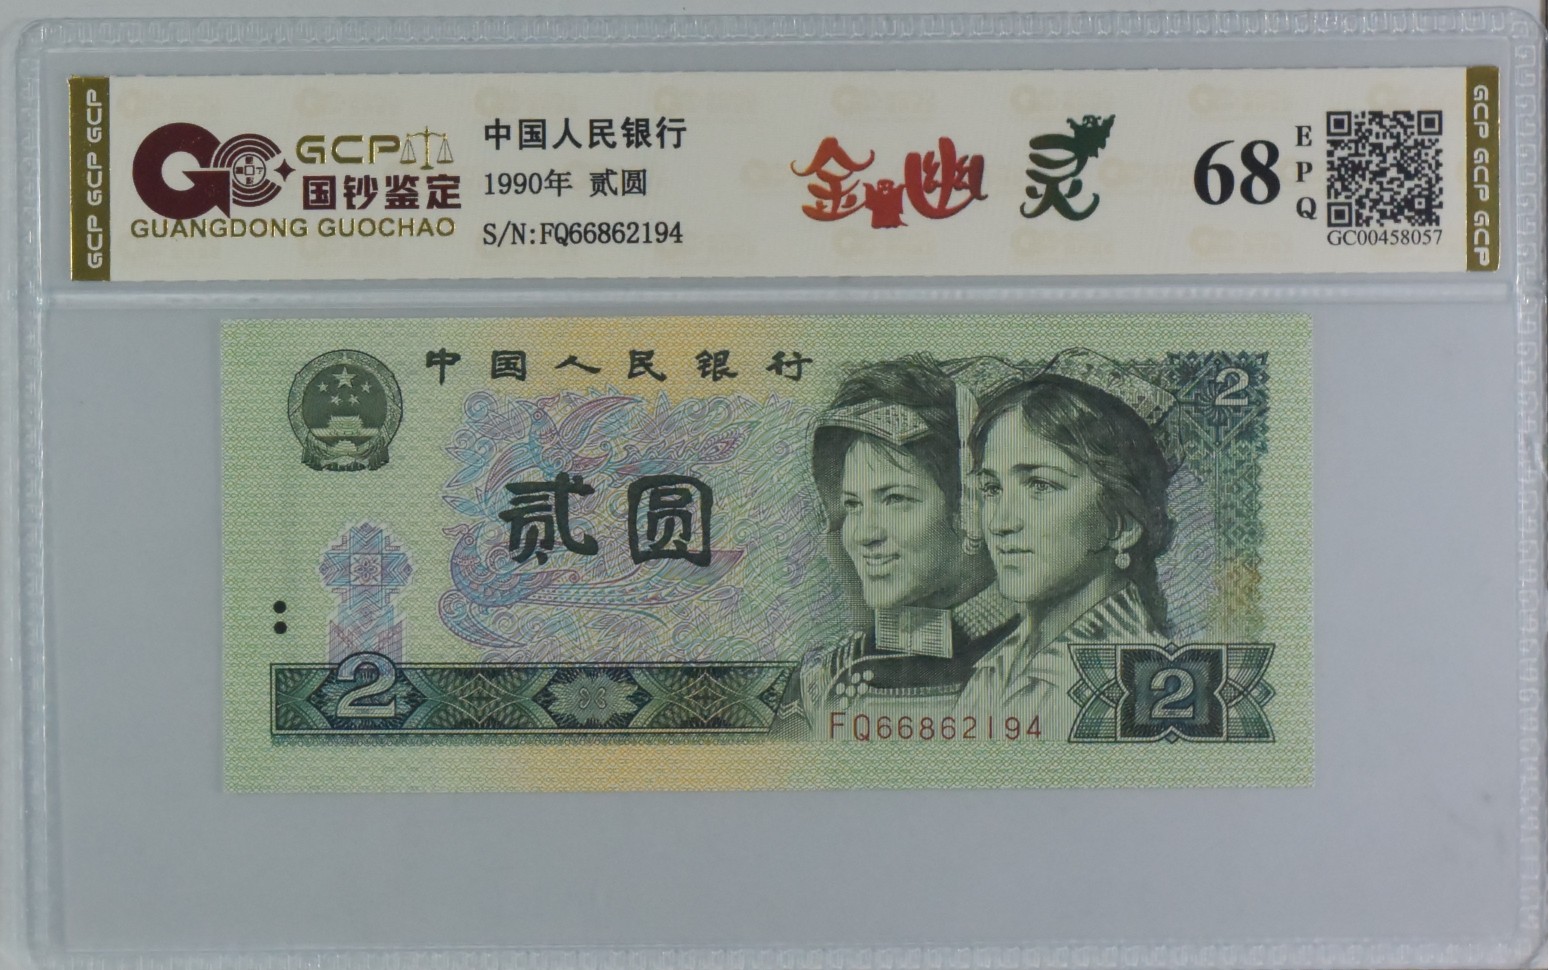 GCP
国钞鉴定
GUANGDONG GUOCHAO
中国人民银行
1990年 贰圆
S/N:FQ66862194
金幽灵
68
EPQ
GC00458057
GCP GCP GCP
GCP GCP GCP
中国人民银行
2
贰圆
2
2
FQ66862194